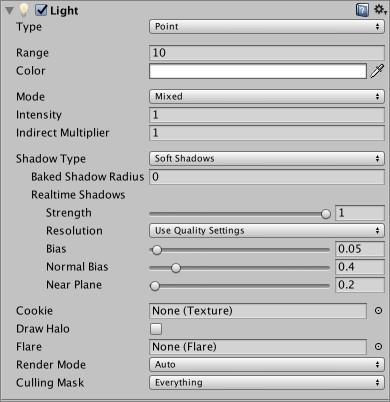 Light
Type Point
Range 10
Color
Mode Mixed
Intensity 1
Indirect Multiplier 1
Shadow Type Soft Shadows
Baked Shadow Radius 0
Realtime Shadows
Strength 1
Resolution Use Quality Settings
Bias 0.05
Normal Bias 0.4
Near Plane 0.2
Cookie None (Texture)
Draw Halo
Flare None (Flare)
Render Mode Auto
Culling Mask Everything